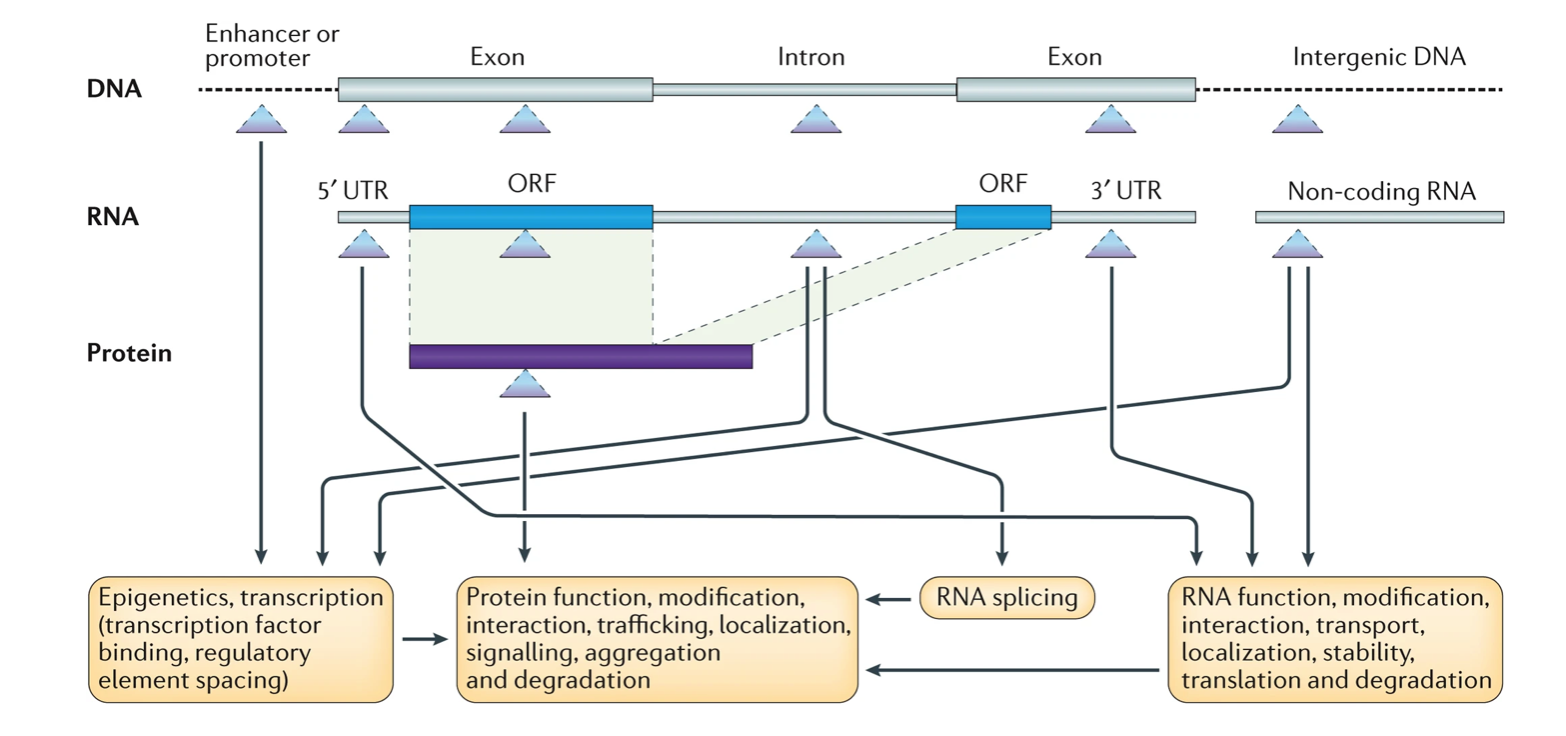 Enhancer or
promoter
Exon
Intron
Exon
Intergenic DNA
DNA
5′ UTR
ORF
ORF
3′ UTR
Non-coding RNA
RNA
Protein
Epigenetics, transcription
(transcription factor
binding, regulatory
element spacing)
Protein function, modification,
interaction, trafficking, localization,
signalling, aggregation
and degradation
RNA splicing
RNA function, modification,
interaction, transport,
localization, stability,
translation and degradation